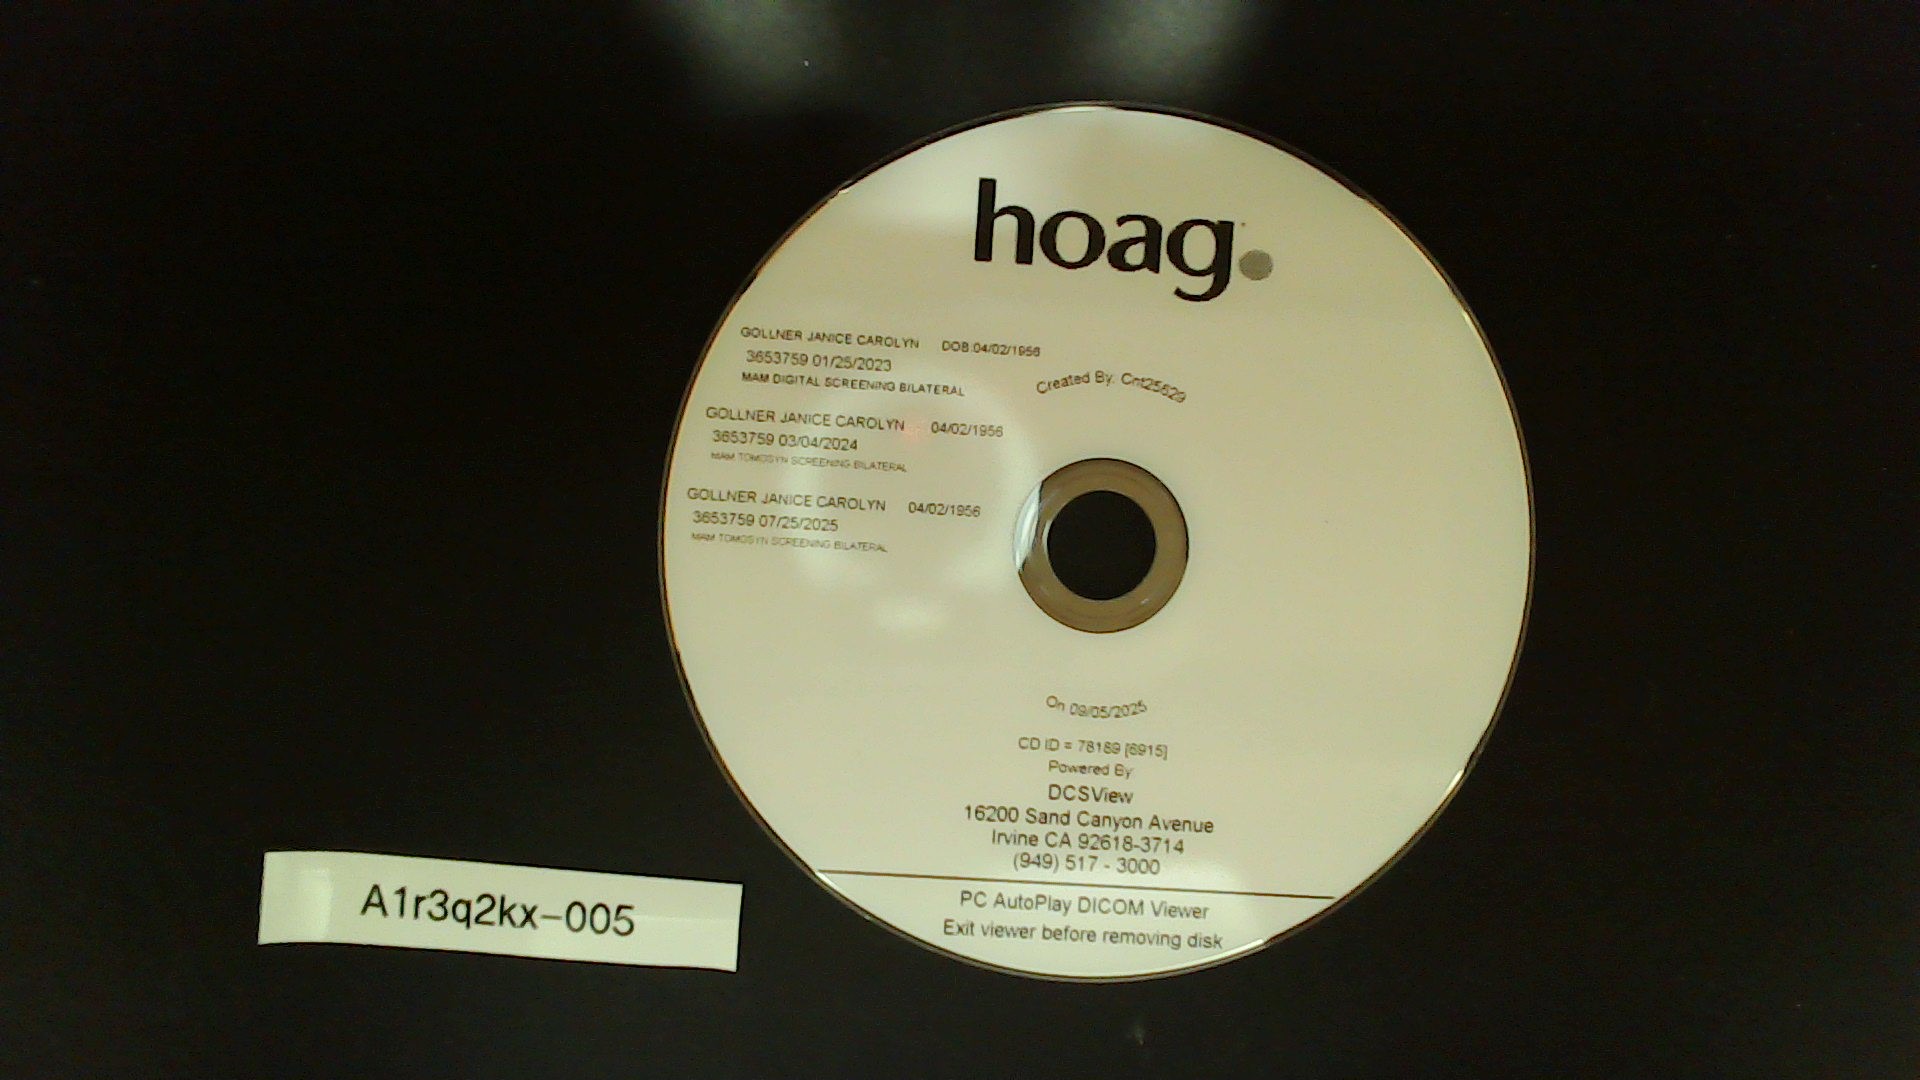 hoag
GOLLNER JANICE CAROLYN DOB:04/02/1956
3653759 01/25/2023
MAM DIGITAL SCREENING BILATERAL
GOLLNER JANICE CAROLYN 04/02/1956
3653759 03/04/2024
MAM TOMOSYN SCREENING BILATERAL
GOLLNER JANICE CAROLYN 04/02/1956
3653759 07/25/2025
MAM TOMOSYN SCREENING BILATERAL
Created By: Cnt25629
On 09/05/2025
CD ID = 78189 [6915]
Powered By
DCSView
16200 Sand Canyon Avenue
Irvine CA 92618-3714
(949) 517 - 3000
PC AutoPlay DICOM Viewer
Exit viewer before removing disk
A1r3q2kx-005